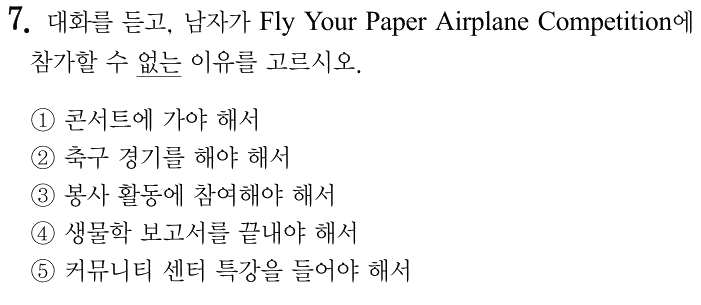 7. 대화를 듣고, 남자가 Fly Your Paper Airplane Competition에
참가할 수 없는 이유를 고르시오.
① 콘서트에 가야 해서
② 축구 경기를 해야 해서
③ 봉사 활동에 참여해야 해서
④ 생물학 보고서를 끝내야 해서
⑤ 커뮤니티 센터 특강을 들어야 해서